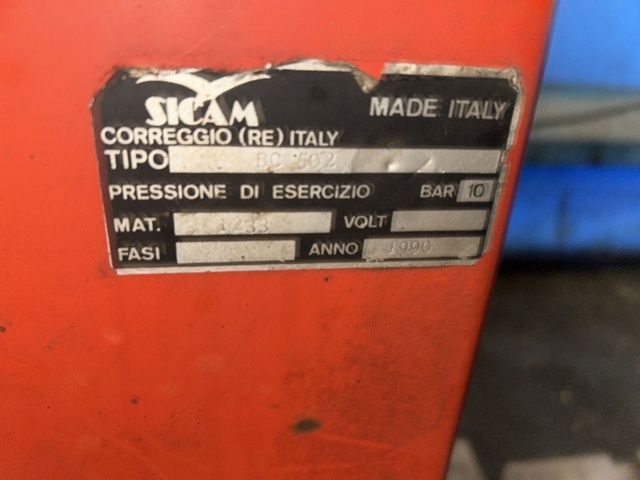 SICAM MADE ITALY
CORREGGIO (RE) ITALY
TIPO BC 502
PRESSIONE DI ESERCIZIO BAR 10
MAT. 1233 VOLT
FASI ANNO 1990